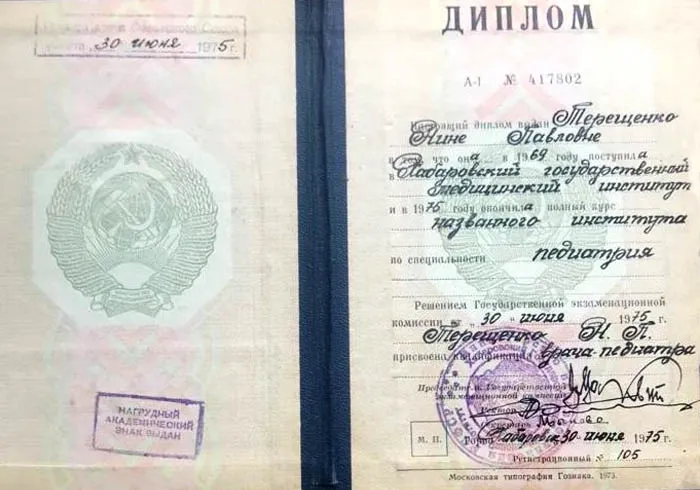 30 июня 1975 г.
НАГРУДНЫЙ
АКАДЕМИЧЕСКИЙ
ЗНАК ВЫДАН
ДИПЛОМ
А-I № 417802
Настоящий диплом выдан Терещенко
Нине Павловне
в том, что она в 1969 году поступила
в Хабаровский государственный
медицинский институт
и в 1975 году окончила полный курс
названного института
по специальности педиатрия
Решением Государственной экзаменационной
комиссии от „30“ июня 1975 г.
Терещенко Н. П.
присвоена квалификация врача-педиатра
Председатель Государственной
экзаменационной комиссии
Ректор
Секретарь
М. П. Город Хабаровск 30 июня 1975 г.
Регистрационный № 105
Московская типография Гознака. 1973.